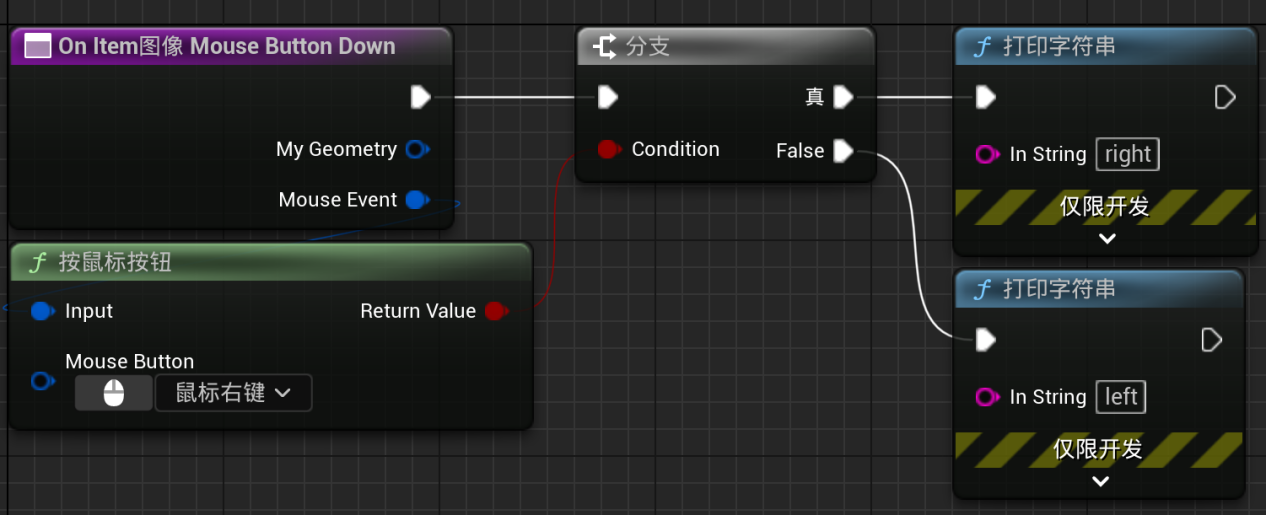 On Item图像 Mouse Button Down
My Geometry
Mouse Event
ƒ 按鼠标按钮
Input
Return Value
Mouse Button
鼠标右键
分支
真
Condition
False
ƒ 打印字符串
In String right
仅限开发
ƒ 打印字符串
In String left
仅限开发